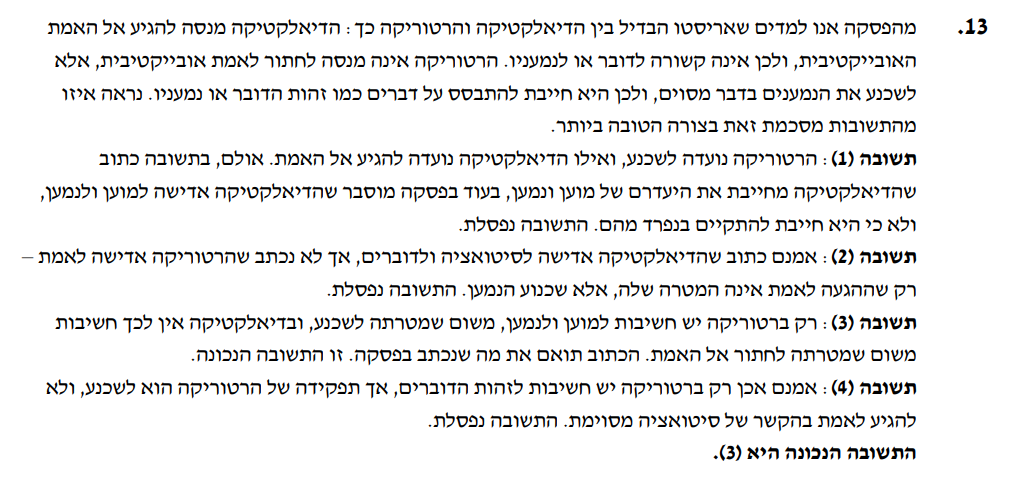 13. מהפסקה אנו למדים שאריסטו הבדיל בין הדיאלקטיקה והרטוריקה כך: הדיאלקטיקה מנסה להגיע אל האמת
האובייקטיבית, ולכן אינה קשורה לדובר או לנמעניו. הרטוריקה אינה מנסה לחתור לאמת אובייקטיבית, אלא
לשכנע את הנמענים בדבר מסוים, ולכן היא חייבת להתבסס על דברים כמו זהות הדובר או נמעניו. נראה איזו
מהתשובות מסכמת זאת בצורה הטובה ביותר.
תשובה (1): הרטוריקה נועדה לשכנע, ואילו הדיאלקטיקה נועדה להגיע אל האמת. אולם, בתשובה כתוב
שהדיאלקטיקה מחייבת את היעדרם של מוען ונמען, בעוד בפסקה מוסבר שהדיאלקטיקה אדישה למוען ולנמען,
ולא כי היא חייבת להתקיים בנפרד מהם. התשובה נפסלת.
תשובה (2): אמנם כתוב שהדיאלקטיקה אדישה לסיטואציה ולדוברים, אך לא נכתב שהרטוריקה אדישה לאמת –
רק שההגעה לאמת אינה המטרה שלה, אלא שכנוע הנמען. התשובה נפסלת.
תשובה (3): רק ברטוריקה יש חשיבות למוען ולנמען, משום שמטרתה לשכנע, ובדיאלקטיקה אין לכך חשיבות
משום שמטרתה לחתור אל האמת. הכתוב תואם את מה שנכתב בפסקה. זו התשובה הנכונה.
תשובה (4): אמנם אכן רק ברטוריקה יש חשיבות לזהות הדוברים, אך תפקידה של הרטוריקה הוא לשכנע, ולא
להגיע לאמת בהקשר של סיטואציה מסוימת. התשובה נפסלת.
התשובה הנכונה היא (3).